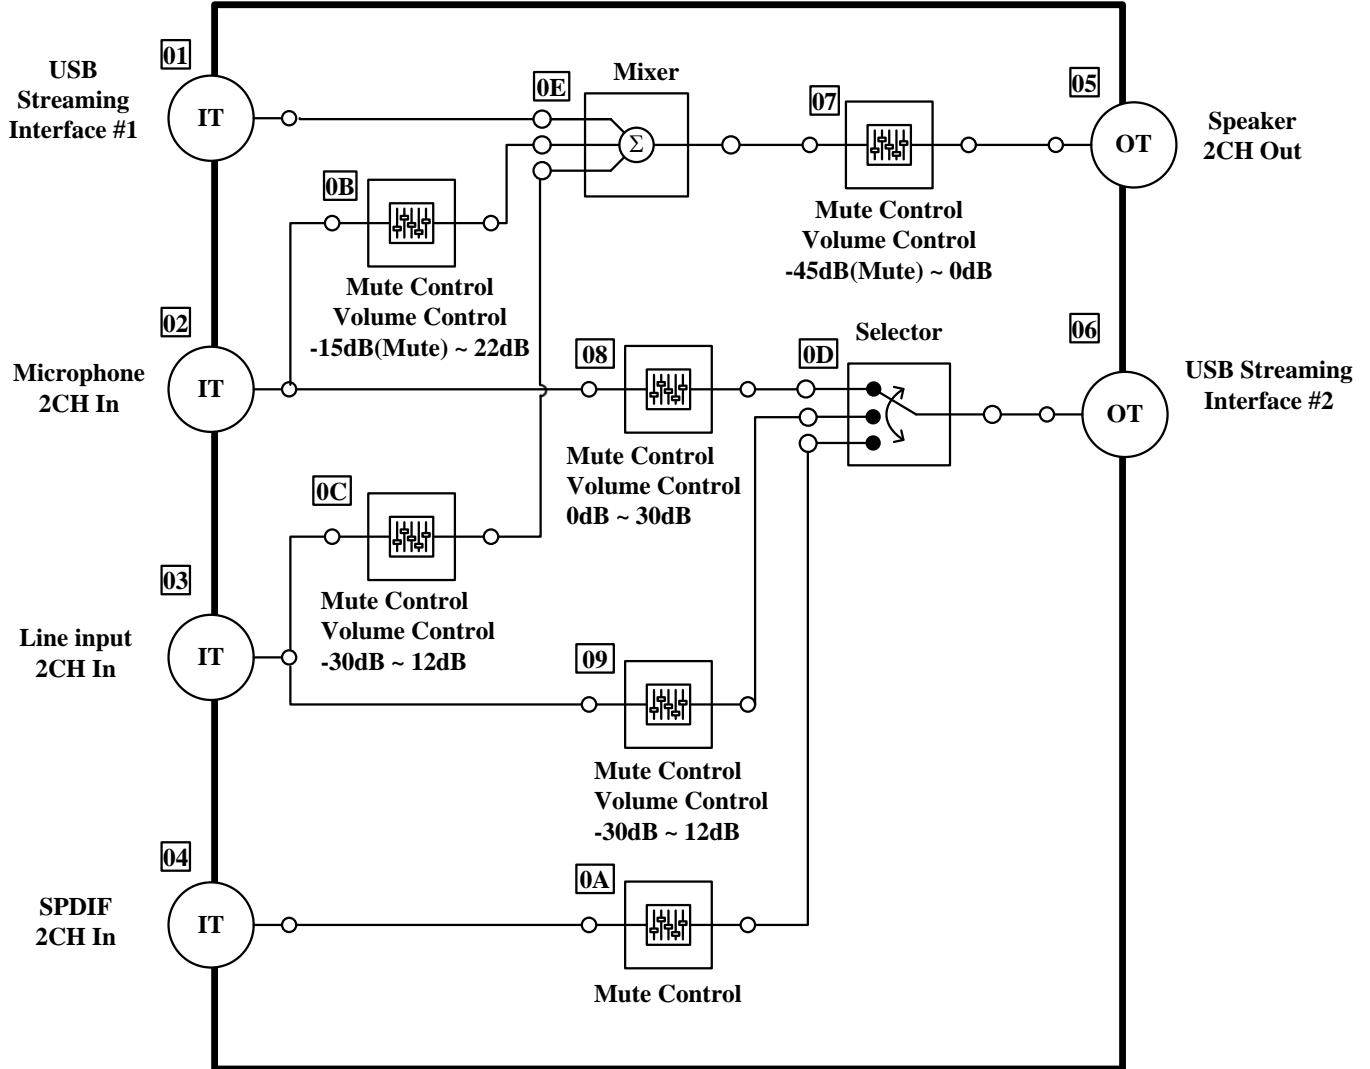 01
USB
Streaming
Interface #1
IT
0E
Mixer
Σ
07
Mute Control
Volume Control
-45dB(Mute) ~ 0dB
05
OT
Speaker
2CH Out
0B
Mute Control
Volume Control
-15dB(Mute) ~ 22dB
02
Microphone
2CH In
IT
08
Mute Control
Volume Control
0dB ~ 30dB
0D
Selector
06
OT
USB Streaming
Interface #2
0C
Mute Control
Volume Control
-30dB ~ 12dB
03
Line input
2CH In
IT
09
Mute Control
Volume Control
-30dB ~ 12dB
04
SPDIF
2CH In
IT
0A
Mute Control